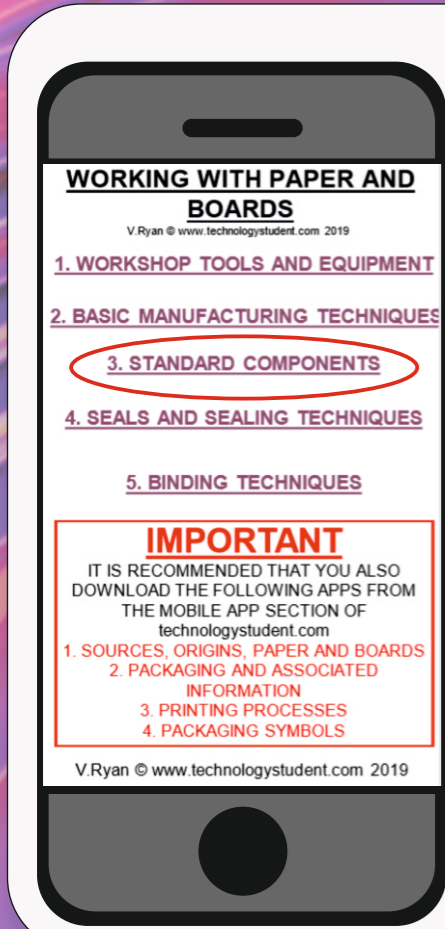 WORKING WITH PAPER AND
BOARDS
V.Ryan © www.technologystudent.com 2019
1. WORKSHOP TOOLS AND EQUIPMENT
2. BASIC MANUFACTURING TECHNIQUES
3. STANDARD COMPONENTS
4. SEALS AND SEALING TECHNIQUES
5. BINDING TECHNIQUES
IMPORTANT
IT IS RECOMMENDED THAT YOU ALSO
DOWNLOAD THE FOLLOWING APPS FROM
THE MOBILE APP SECTION OF
technologystudent.com
1. SOURCES, ORIGINS, PAPER AND BOARDS
2. PACKAGING AND ASSOCIATED
INFORMATION
3. PRINTING PROCESSES
4. PACKAGING SYMBOLS
V.Ryan © www.technologystudent.com 2019